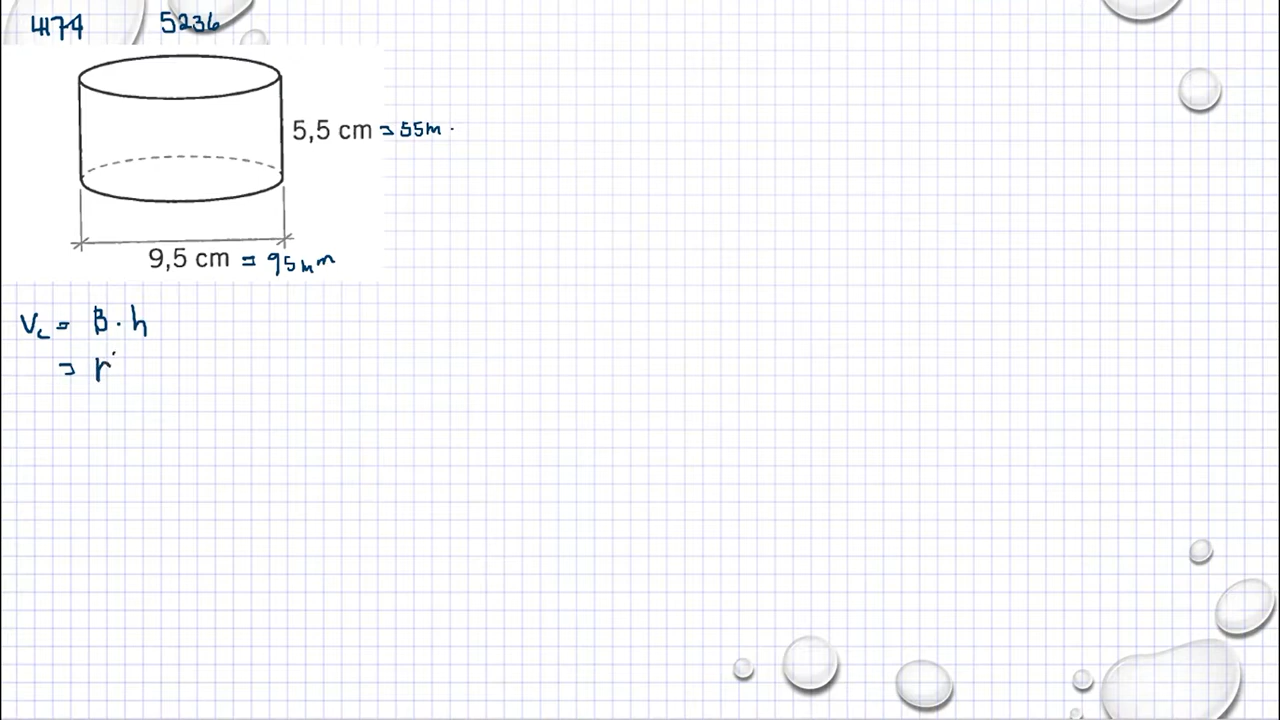 4174 5236
5,5 cm = 55m
9,5 cm = 95mm
Vc = B . h
= r